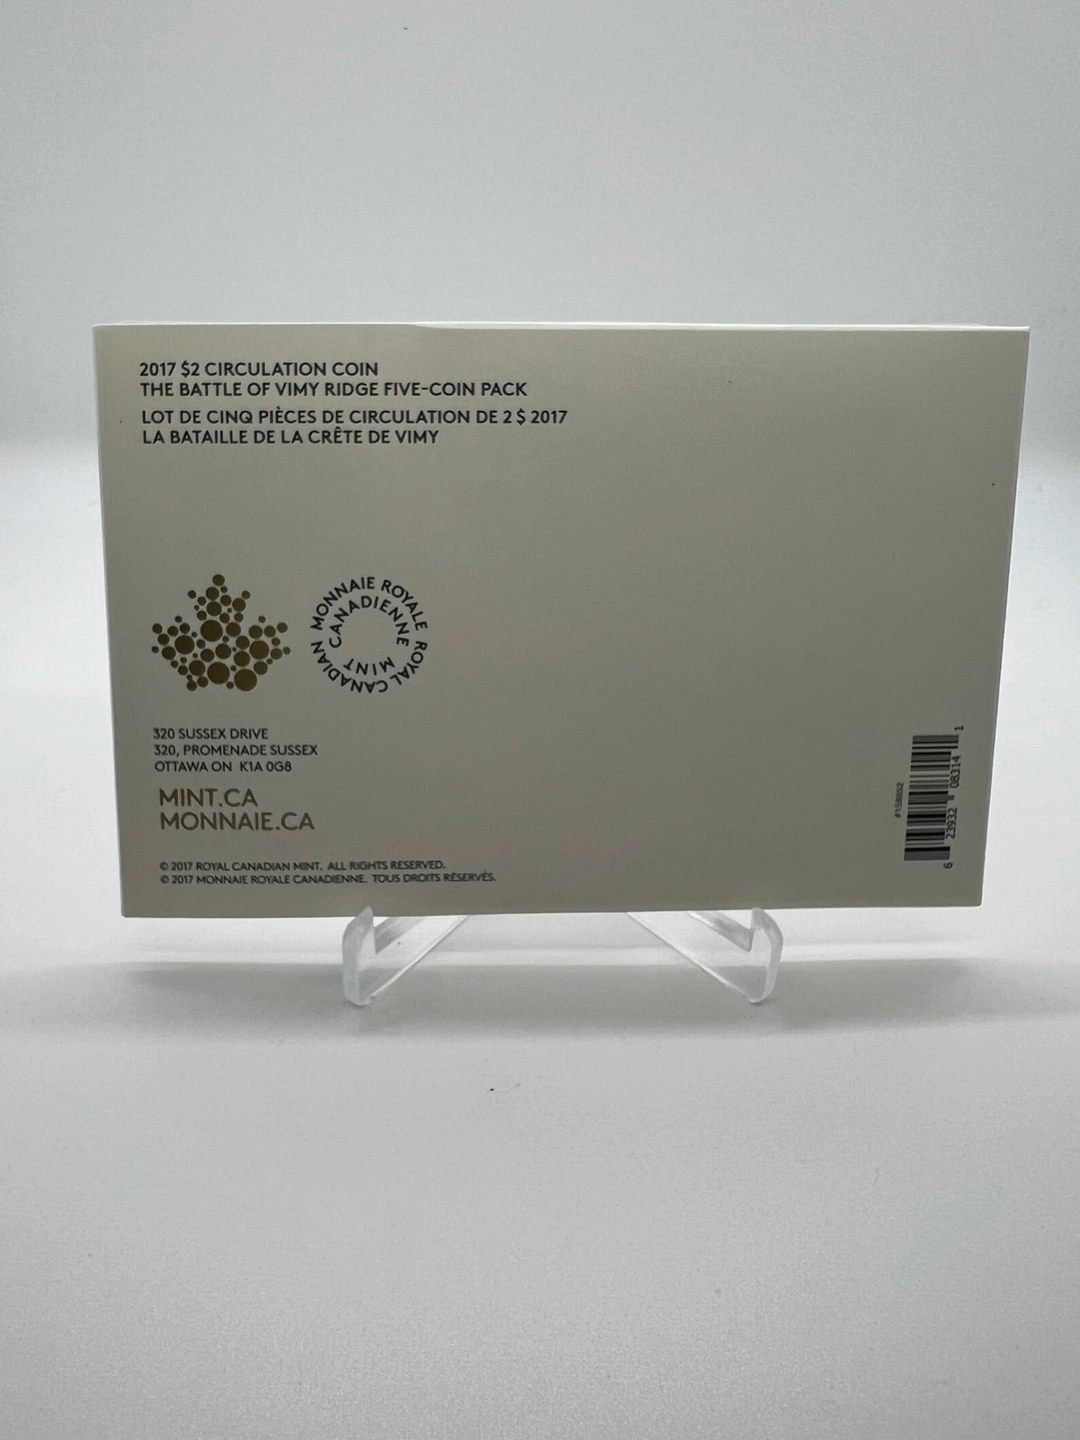 2017 $2 CIRCULATION COIN
THE BATTLE OF VIMY RIDGE FIVE-COIN PACK
LOT DE CINQ PIÈCES DE CIRCULATION DE 2 $ 2017
LA BATAILLE DE LA CRÊTE DE VIMY
MONNAIE ROYALE CANADIENNE
ROYAL CANADIAN MINT
320 SUSSEX DRIVE
320, PROMENADE SUSSEX
OTTAWA ON K1A 0G8
MINT.CA
MONNAIE.CA
© 2017 ROYAL CANADIAN MINT. ALL RIGHTS RESERVED.
© 2017 MONNAIE ROYALE CANADIENNE. TOUS DROITS RÉSERVÉS.
#158852
6 23932 08314 1